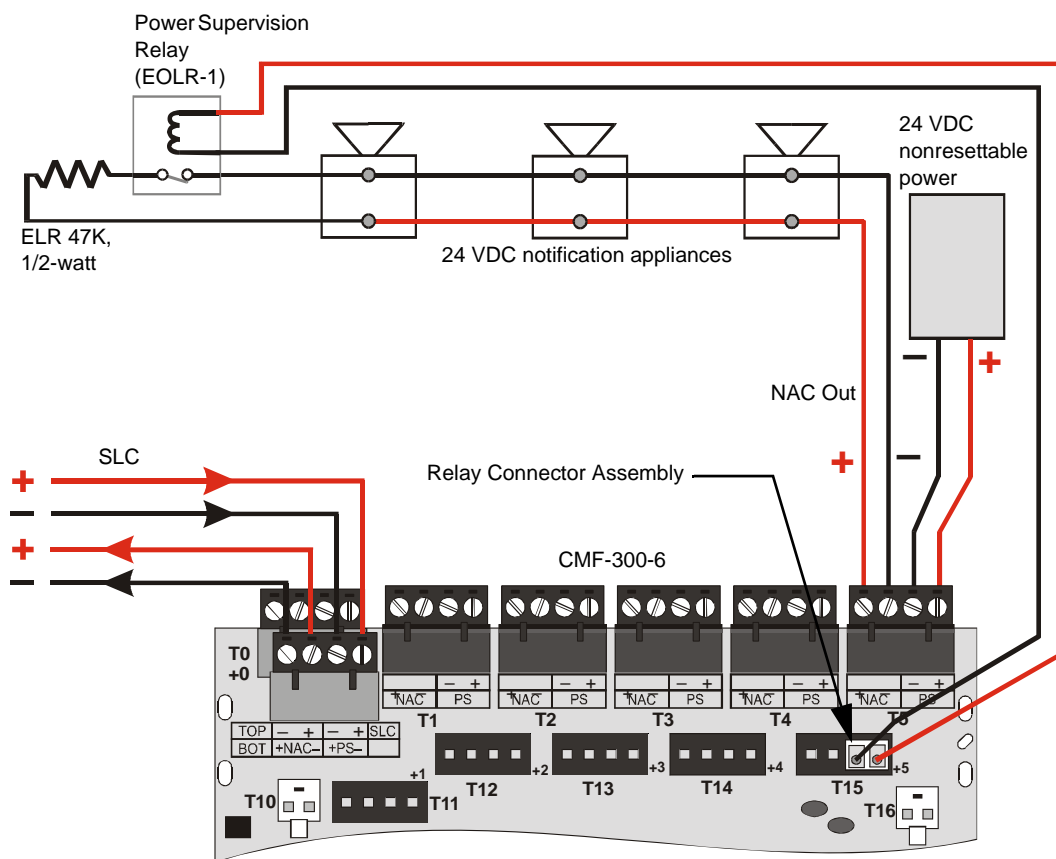 Power Supervision
Relay
(EOLR-1)
24 VDC
nonresettable
power
ELR 47K,
1/2-watt
24 VDC notification appliances
−
+
NAC Out
+
−
SLC
+
−
+
−
Relay Connector Assembly
CMF-300-6
T0
+0
− +
+NAC− PS
− +
+NAC− PS
− +
+NAC− PS
− +
+NAC− PS
− +
+NAC− PS
T1
T2
T3
T4
T5
TOP − + − + SLC
BOT +NAC− +PS−
+1
+2
+3
+4
+5
T10
T11
T12
T13
T14
T15
T16